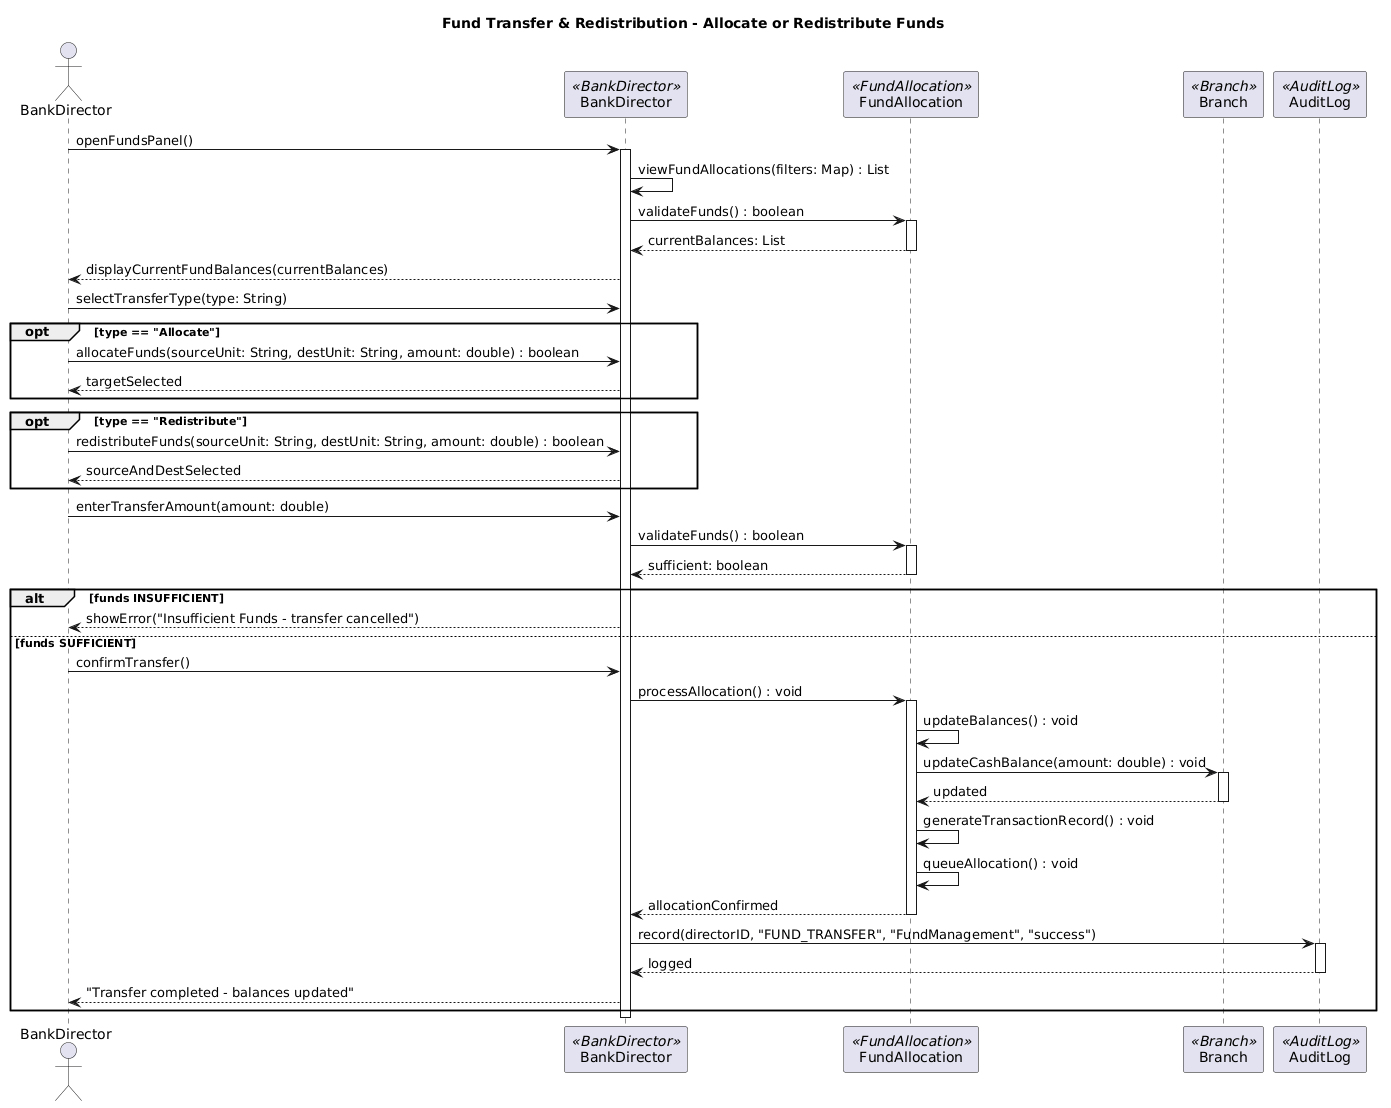 Fund Transfer & Redistribution - Allocate or Redistribute Funds
BankDirector
«BankDirector»
BankDirector
«FundAllocation»
FundAllocation
«Branch»
Branch
«AuditLog»
AuditLog
openFundsPanel()
viewFundAllocations(filters: Map) : List
validateFunds() : boolean
currentBalances: List
displayCurrentFundBalances(currentBalances)
selectTransferType(type: String)
opt [type == "Allocate"]
allocateFunds(sourceUnit: String, destUnit: String, amount: double) : boolean
targetSelected
opt [type == "Redistribute"]
redistributeFunds(sourceUnit: String, destUnit: String, amount: double) : boolean
sourceAndDestSelected
enterTransferAmount(amount: double)
validateFunds() : boolean
sufficient: boolean
alt [funds INSUFFICIENT]
showError("Insufficient Funds - transfer cancelled")
[funds SUFFICIENT]
confirmTransfer()
processAllocation() : void
updateBalances() : void
updateCashBalance(amount: double) : void
updated
generateTransactionRecord() : void
queueAllocation() : void
allocationConfirmed
record(directorID, "FUND_TRANSFER", "FundManagement", "success")
logged
"Transfer completed - balances updated"
BankDirector
«BankDirector»
BankDirector
«FundAllocation»
FundAllocation
«Branch»
Branch
«AuditLog»
AuditLog